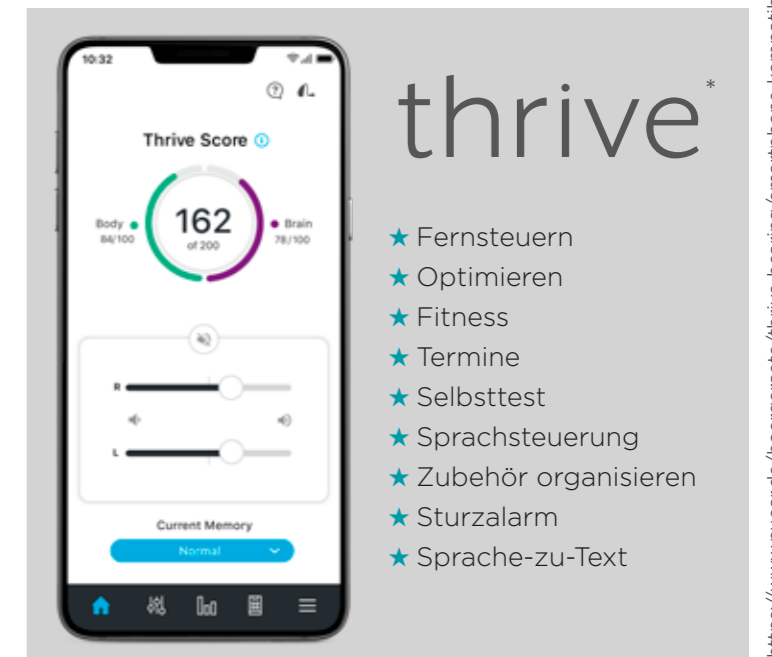 10:32
Thrive Score
162
of 200
Body
84/100
Brain
78/100
R
L
Current Memory
Normal
thrive*
★ Fernsteuern
★ Optimieren
★ Fitness
★ Termine
★ Selbsttest
★ Sprachsteuerung
★ Zubehör organisieren
★ Sturzalarm
★ Sprache-zu-Text